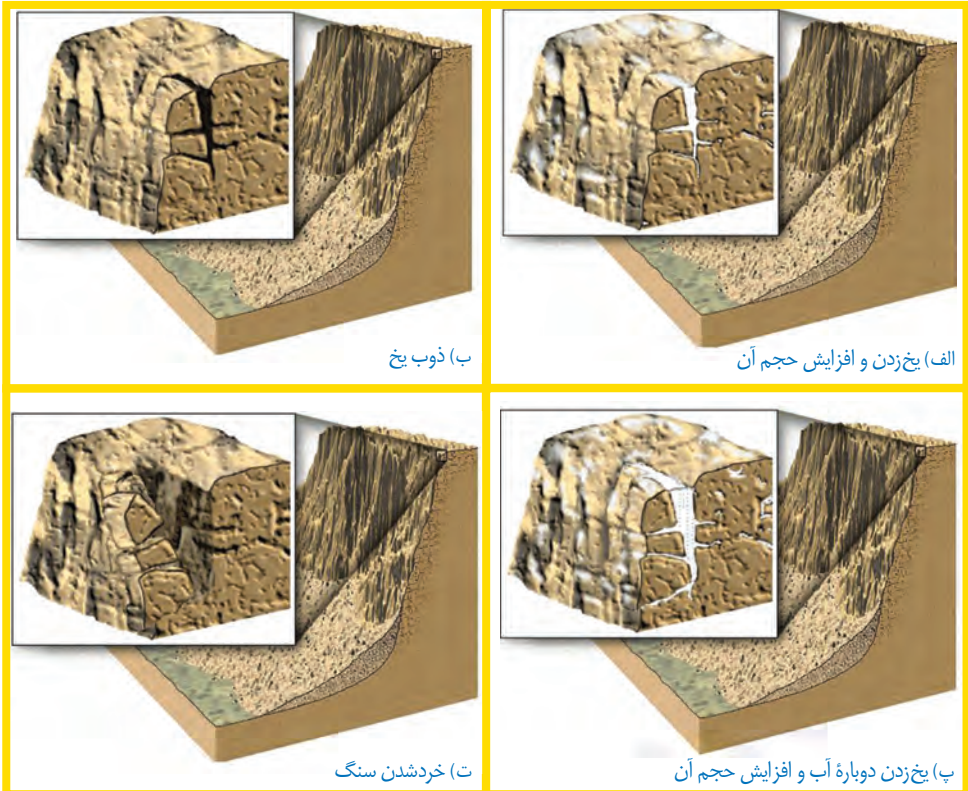 الف) یخ‌زدن و افزایش حجم آن
ب) ذوب یخ
پ) یخ‌زدن دوبارهٔ آب و افزایش حجم آن
ت) خردشدن سنگ